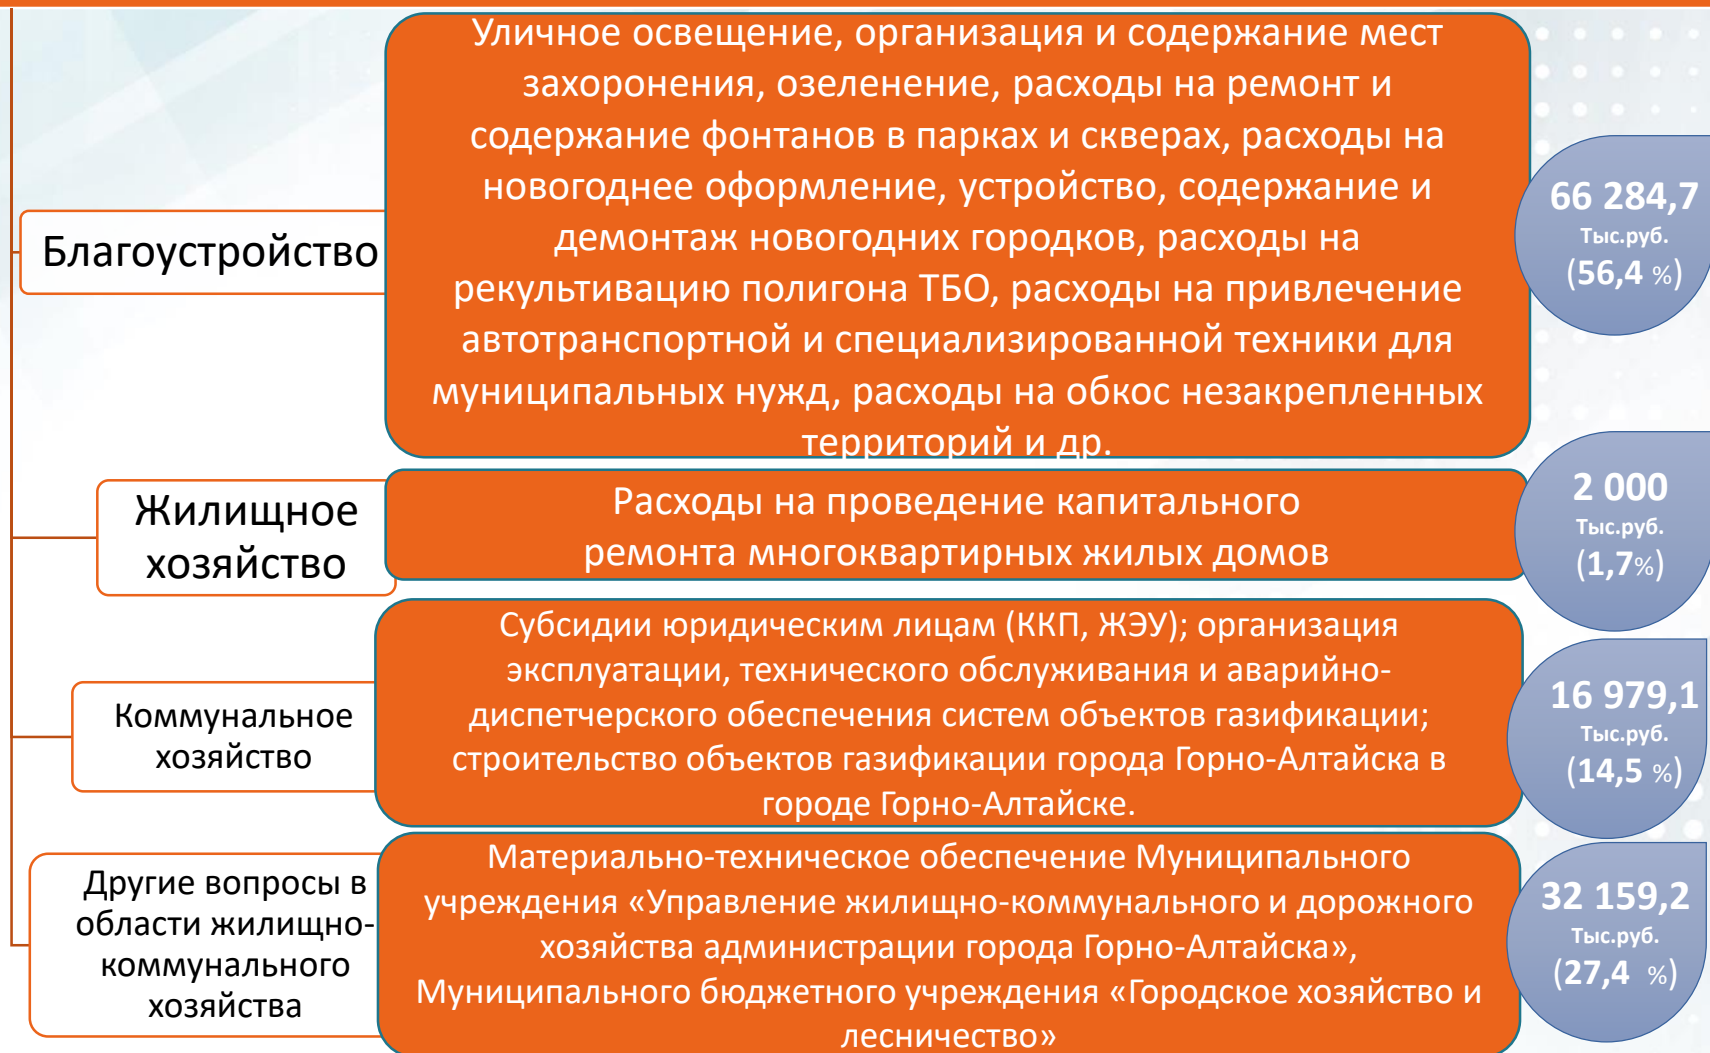 Благоустройство
Уличное освещение, организация и содержание мест
захоронения, озеленение, расходы на ремонт и
содержание фонтанов в парках и скверах, расходы на
новогоднее оформление, устройство, содержание и
демонтаж новогодних городков, расходы на
рекультивацию полигона ТБО, расходы на привлечение
автотранспортной и специализированной техники для
муниципальных нужд, расходы на обкос незакрепленных
территорий и др.
66 284,7
Тыс.руб.
(56,4 %)
Жилищное
хозяйство
Расходы на проведение капитального
ремонта многоквартирных жилых домов
2 000
Тыс.руб.
(1,7%)
Коммунальное
хозяйство
Субсидии юридическим лицам (ККП, ЖЭУ); организация
эксплуатации, технического обслуживания и аварийно-
диспетчерского обеспечения систем объектов газификации;
строительство объектов газификации города Горно-Алтайска в
городе Горно-Алтайске.
16 979,1
Тыс.руб.
(14,5 %)
Другие вопросы в
области жилищно-
коммунального
хозяйства
Материально-техническое обеспечение Муниципального
учреждения «Управление жилищно-коммунального и дорожного
хозяйства администрации города Горно-Алтайска»,
Муниципального бюджетного учреждения «Городское хозяйство и
лесничество»
32 159,2
Тыс.руб.
(27,4 %)